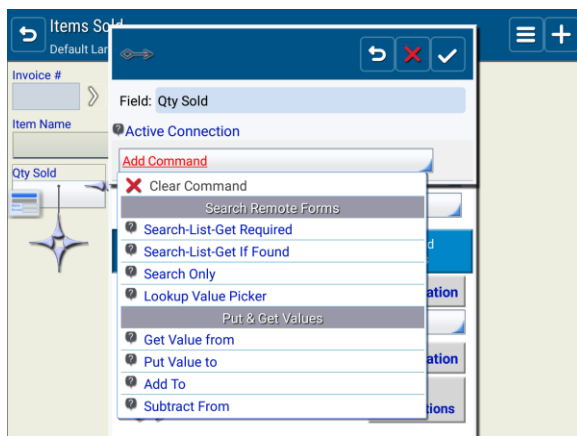 Items So
Default Lar
Invoice #
Item Name
Qty Sold
Field: Qty Sold
Active Connection
Add Command
Clear Command
Search Remote Forms
Search-List-Get Required
Search-List-Get If Found
Search Only
Lookup Value Picker
Put & Get Values
Get Value from
Put Value to
Add To
Subtract From
d
ation
ation
tions